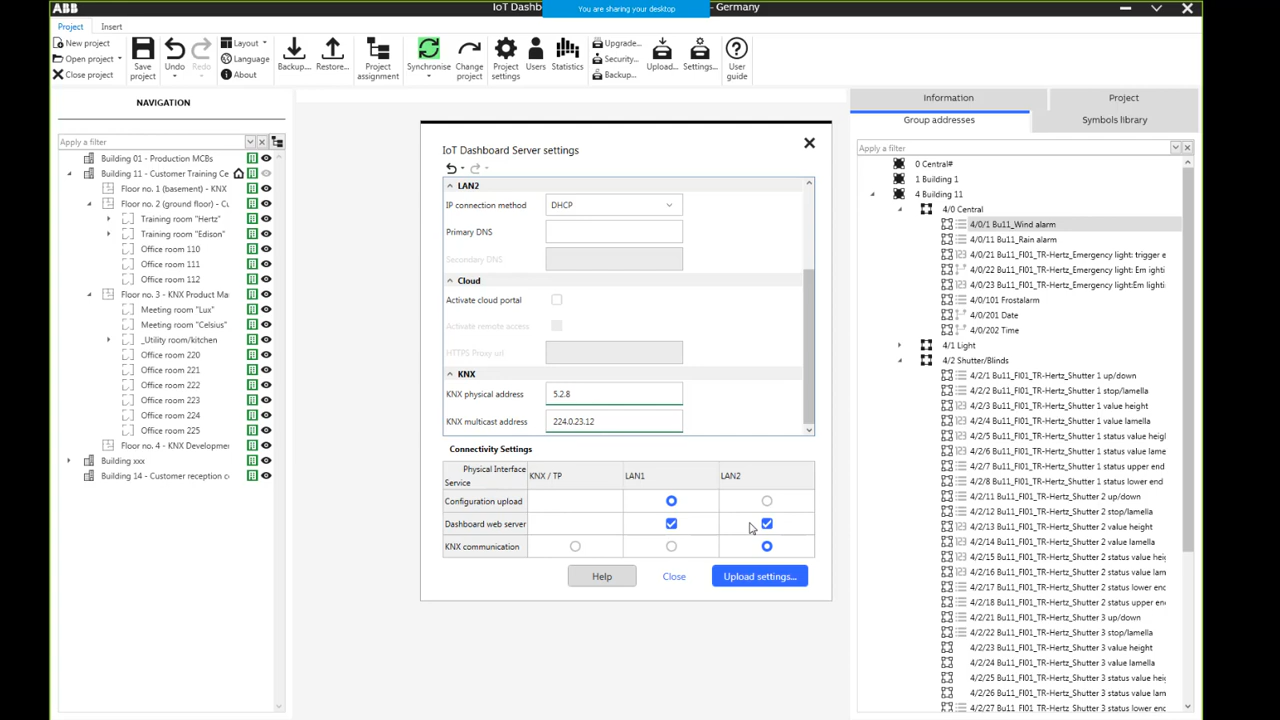 ABB
IoT Dashb
You are sharing your desktop
- Germany
Project
Insert
New project
Open project
Close project
Save project
Undo
Redo
Layout
Language
About
Backup...
Restore...
Project assignment
Synchronise
Change project
Project settings
Users
Statistics
Upgrade...
Security...
Backup...
Upload...
Settings...
User guide
NAVIGATION
Apply a filter
Building 01 - Production MCBs
Building 11 - Customer Training Ce
Floor no. 1 (basement) - KNX
Floor no. 2 (ground floor) - Cu
Training room "Hertz"
Training room "Edison"
Office room 110
Office room 111
Office room 112
Floor no. 3 - KNX Product Ma
Meeting room "Lux"
Meeting room "Celsius"
_Utility room/kitchen
Office room 220
Office room 221
Office room 222
Office room 223
Office room 224
Office room 225
Floor no. 4 - KNX Developme
Building xxx
Building 14 - Customer reception c
IoT Dashboard Server settings
LAN2
IP connection method DHCP
Primary DNS
Secondary DNS
Cloud
Activate cloud portal
Activate remote access
HTTPS Proxy url
KNX
KNX physical address 5.2.8
KNX multicast address 224.0.23.12
Connectivity Settings
Physical Interface
Service
KNX / TP
LAN1
LAN2
Configuration upload
Dashboard web server
KNX communication
Help
Close
Upload settings...
Information
Project
Group addresses
Symbols library
Apply a filter
0 Central#
1 Building 1
4 Building 11
4/0 Central
4/0/1 Bu11_Wind alarm
4/0/11 Bu11_Rain alarm
4/0/21 Bu11_Fl01_TR-Hertz_Emergency light: trigger e
4/0/22 Bu11_Fl01_TR-Hertz_Emergency light: Em ighti
4/0/23 Bu11_Fl01_TR-Hertz_Emergency light:Em lighti
4/0/101 Frostalarm
4/0/201 Date
4/0/202 Time
4/1 Light
4/2 Shutter/Blinds
4/2/1 Bu11_Fl01_TR-Hertz_Shutter 1 up/down
4/2/2 Bu11_Fl01_TR-Hertz_Shutter 1 stop/lamella
4/2/3 Bu11_Fl01_TR-Hertz_Shutter 1 value height
4/2/4 Bu11_Fl01_TR-Hertz_Shutter 1 value lamella
4/2/5 Bu11_Fl01_TR-Hertz_Shutter 1 status value heigl
4/2/6 Bu11_Fl01_TR-Hertz_Shutter 1 status value lame
4/2/7 Bu11_Fl01_TR-Hertz_Shutter 1 status upper end
4/2/8 Bu11_Fl01_TR-Hertz_Shutter 1 status lower end
4/2/11 Bu11_Fl01_TR-Hertz_Shutter 2 up/down
4/2/12 Bu11_Fl01_TR-Hertz_Shutter 2 stop/lamella
4/2/13 Bu11_Fl01_TR-Hertz_Shutter 2 value height
4/2/14 Bu11_Fl01_TR-Hertz_Shutter 2 value lamella
4/2/15 Bu11_Fl01_TR-Hertz_Shutter 2 status value heig
4/2/16 Bu11_Fl01_TR-Hertz_Shutter 2 status value lam
4/2/17 Bu11_Fl01_TR-Hertz_Shutter 2 status lower end
4/2/18 Bu11_Fl01_TR-Hertz_Shutter 2 status upper end
4/2/21 Bu11_Fl01_TR-Hertz_Shutter 3 up/down
4/2/22 Bu11_Fl01_TR-Hertz_Shutter 3 stop/lamella
4/2/23 Bu11_Fl01_TR-Hertz_Shutter 3 value height
4/2/24 Bu11_Fl01_TR-Hertz_Shutter 3 value lamella
4/2/25 Bu11_Fl01_TR-Hertz_Shutter 3 status value heig
4/2/26 Bu11_Fl01_TR-Hertz_Shutter 3 status value lam
4/2/27 Bu11_Fl01_TR-Hertz_Shutter 3 status lower end